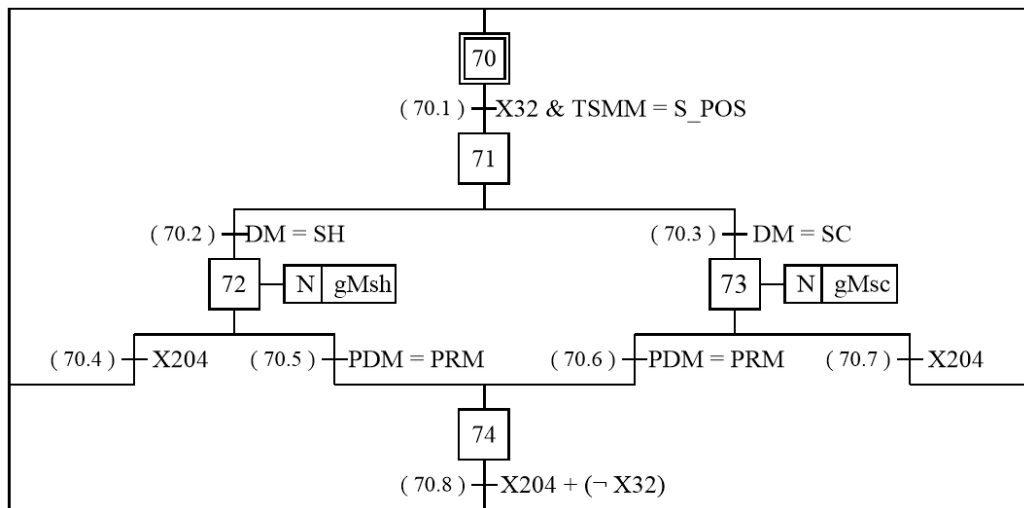 70
( 70.1 ) X32 & TSMM = S_POS
71
( 70.2 ) DM = SH ( 70.3 ) DM = SC
72 N gMsh 73 N gMsc
( 70.4 ) X204 ( 70.5 ) PDM = PRM ( 70.6 ) PDM = PRM ( 70.7 ) X204
74
( 70.8 ) X204 + (¬ X32)